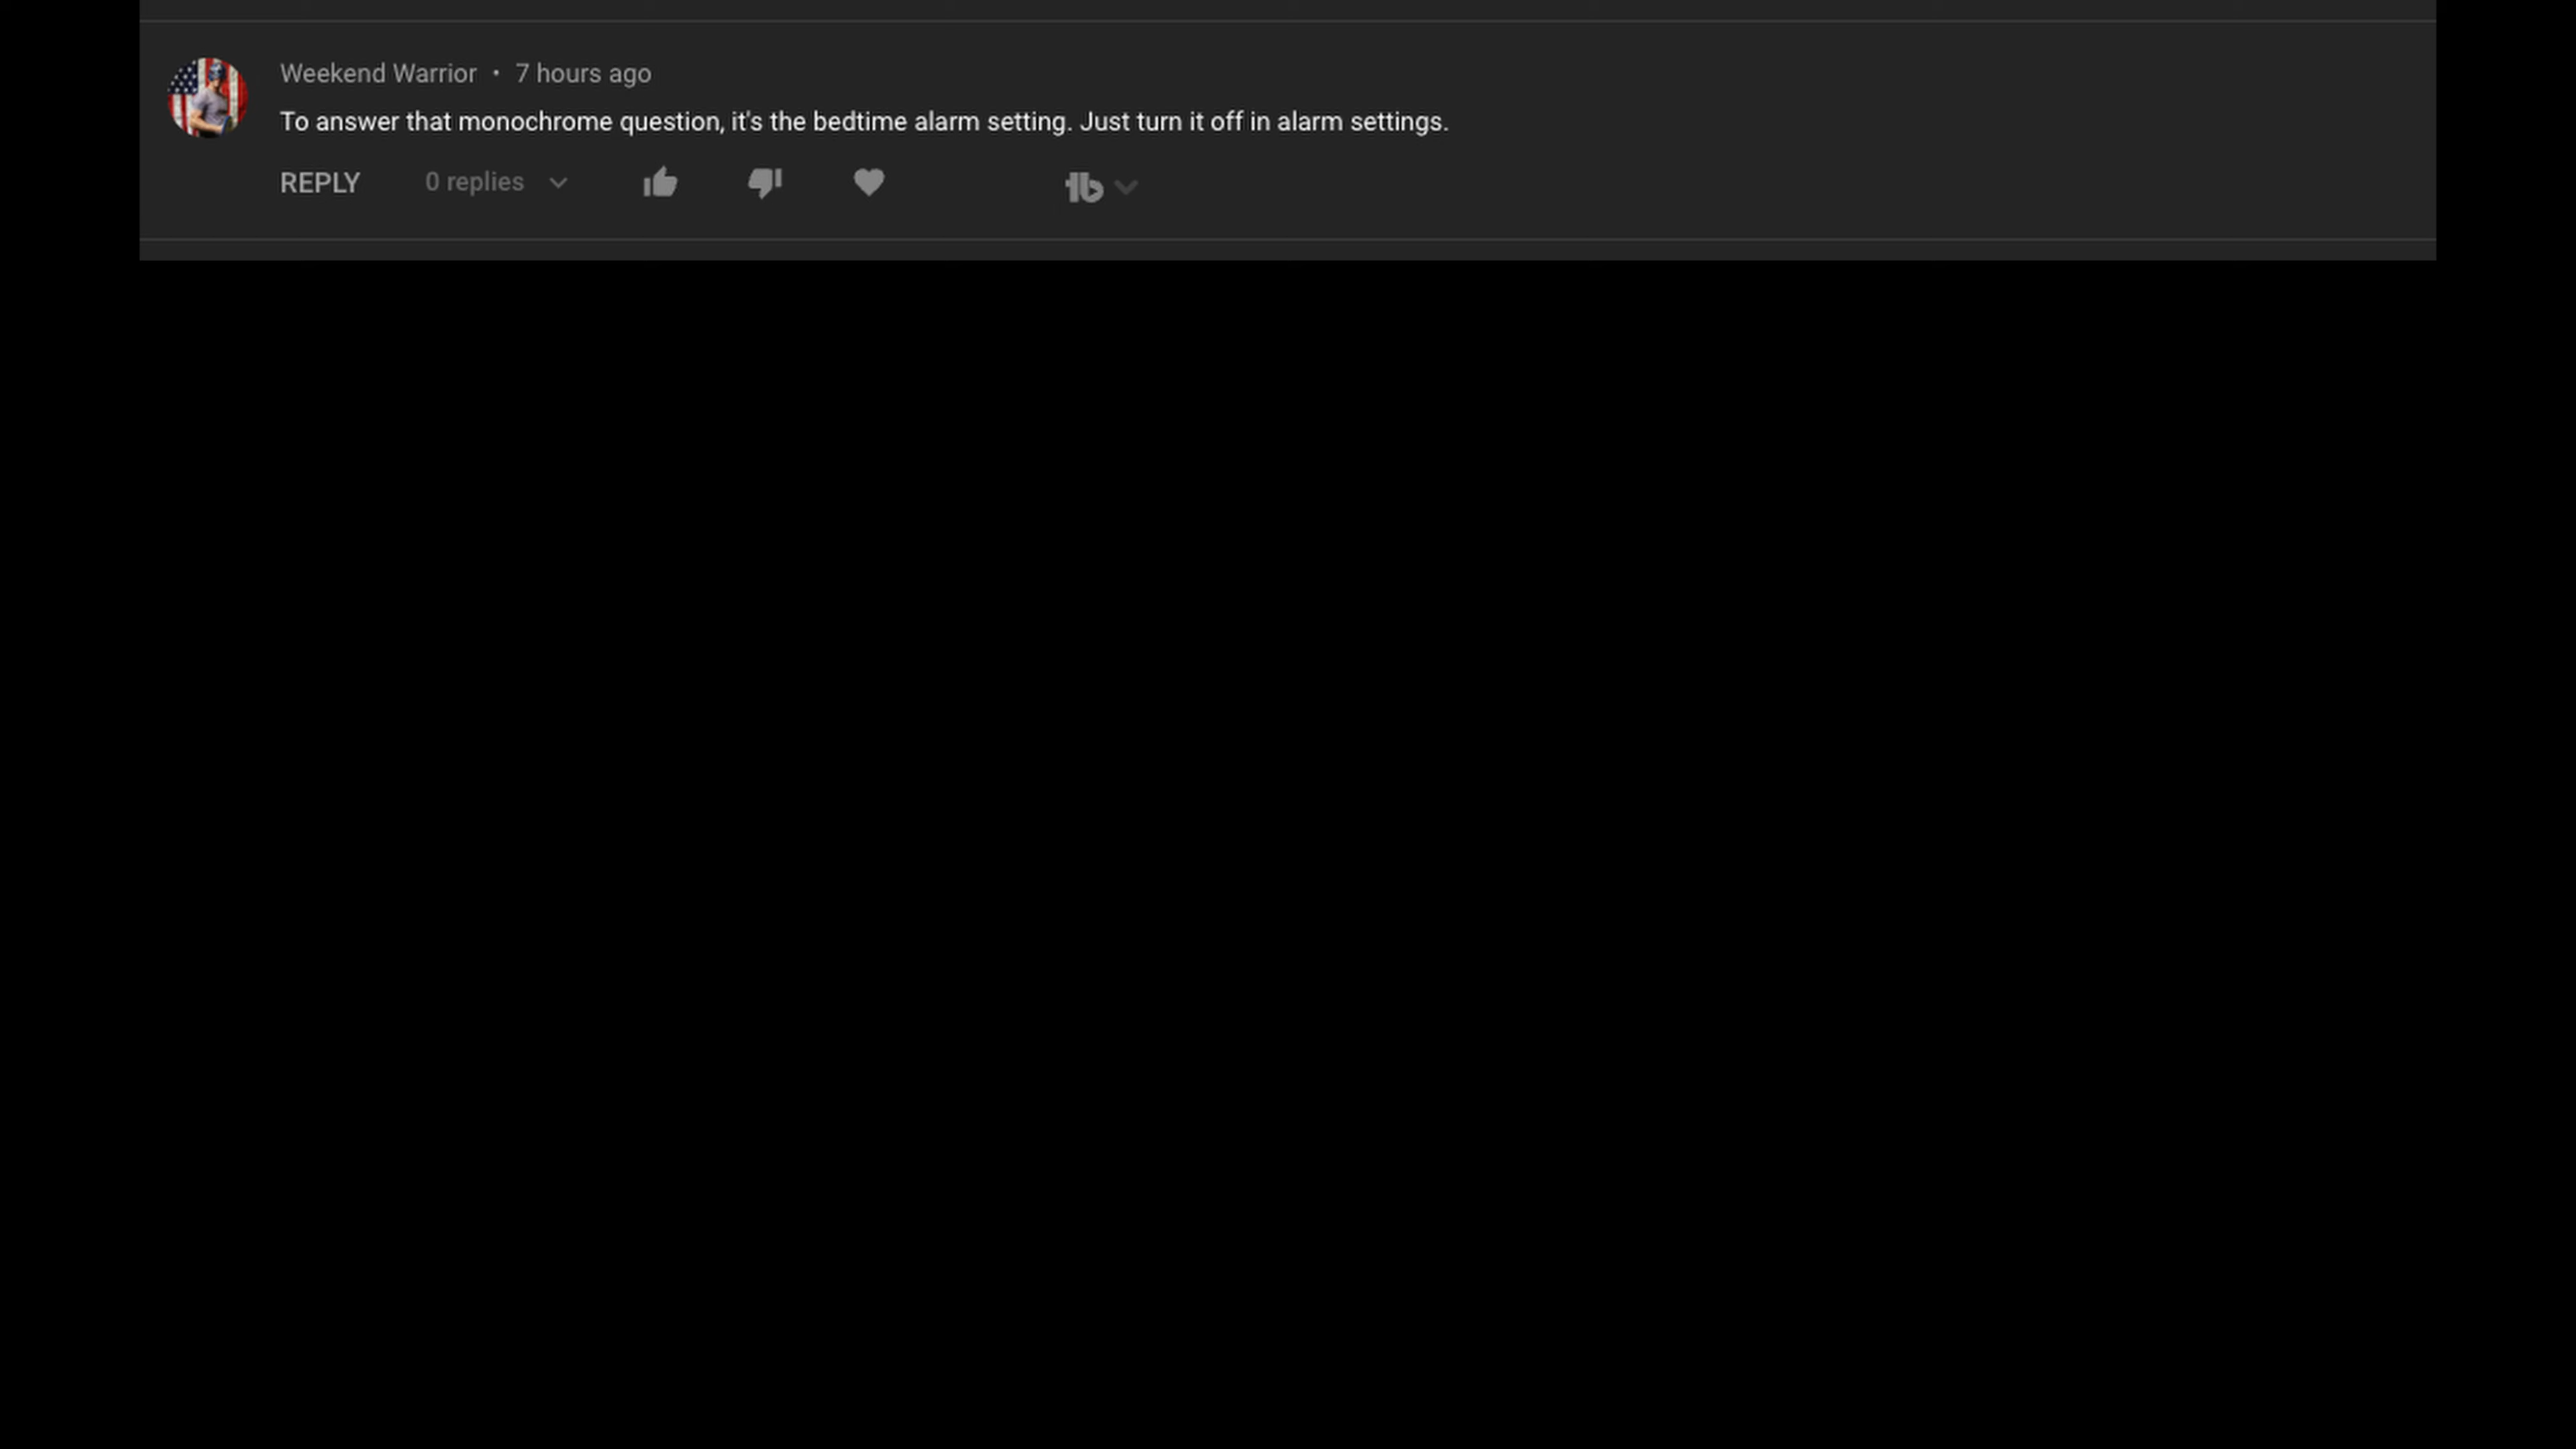 Weekend Warrior • 7 hours ago
To answer that monochrome question, it's the bedtime alarm setting. Just turn it off in alarm settings.
REPLY 0 replies
tb